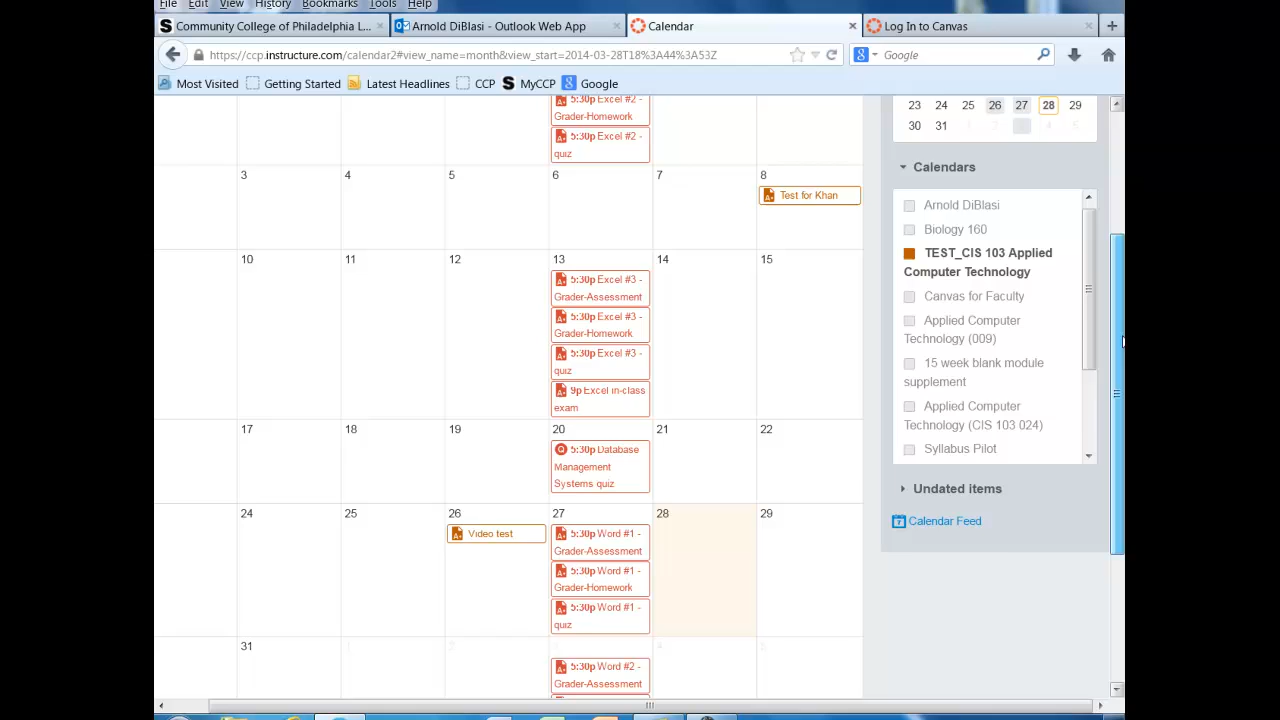 File Edit View History Bookmarks Tools Help
Community College of Philadelphia L...
Arnold DiBlasi - Outlook Web App
Calendar
Log In to Canvas
https://ccp.instructure.com/calendar2#view_name=month&view_start=2014-03-28T18%3A44%3A53Z
Google
Most Visited Getting Started Latest Headlines CCP MyCCP Google
Excel #2 -
Grader-Homework
5:30p Excel #2 -
quiz
3 4 5 6 7 8
Test for Khan
10 11 12 13 14 15
5:30p Excel #3 -
Grader-Assessment
5:30p Excel #3 -
Grader-Homework
5:30p Excel #3 -
quiz
9p Excel in-class
exam
17 18 19 20 21 22
5:30p Database
Management
Systems quiz
24 25 26 27 28 29
Video test
5:30p Word #1 -
Grader-Assessment
5:30p Word #1 -
Grader-Homework
5:30p Word #1 -
quiz
31 1 2 3 4 5
5:30p Word #2 -
Grader-Assessment
23 24 25 26 27 28 29
30 31 1 2 3 4 5
Calendars
Arnold DiBlasi
Biology 160
TEST_CIS 103 Applied
Computer Technology
Canvas for Faculty
Applied Computer
Technology (009)
15 week blank module
supplement
Applied Computer
Technology (CIS 103 024)
Syllabus Pilot
Undated items
Calendar Feed